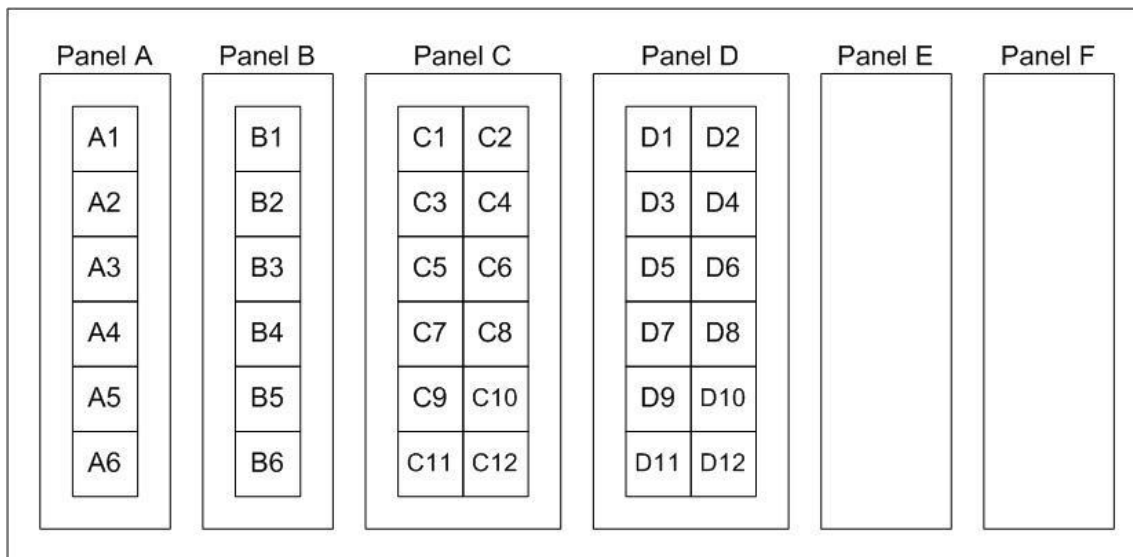 Panel A Panel B Panel C Panel D Panel E Panel F
A1 B1 C1 C2 D1 D2
A2 B2 C3 C4 D3 D4
A3 B3 C5 C6 D5 D6
A4 B4 C7 C8 D7 D8
A5 B5 C9 C10 D9 D10
A6 B6 C11 C12 D11 D12